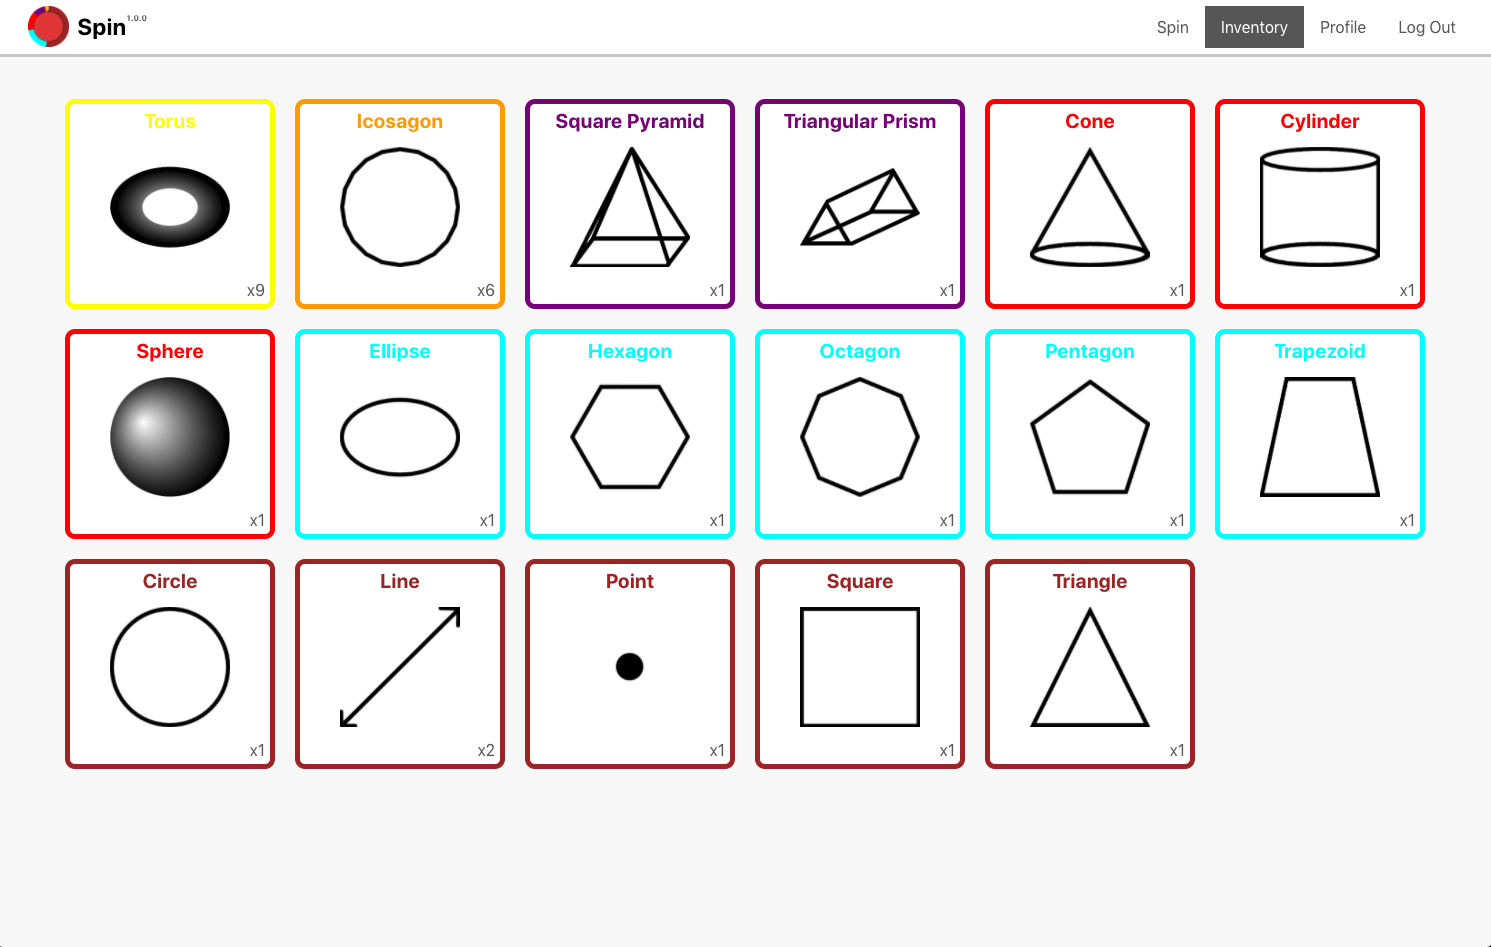 Spin 1.0.0
Spin
Inventory
Profile
Log Out
Torus
x9
Icosagon
x6
Square Pyramid
x1
Triangular Prism
x1
Cone
x1
Cylinder
x1
Sphere
x1
Ellipse
x1
Hexagon
x1
Octagon
x1
Pentagon
x1
Trapezoid
x1
Circle
x1
Line
x2
Point
x1
Square
x1
Triangle
x1